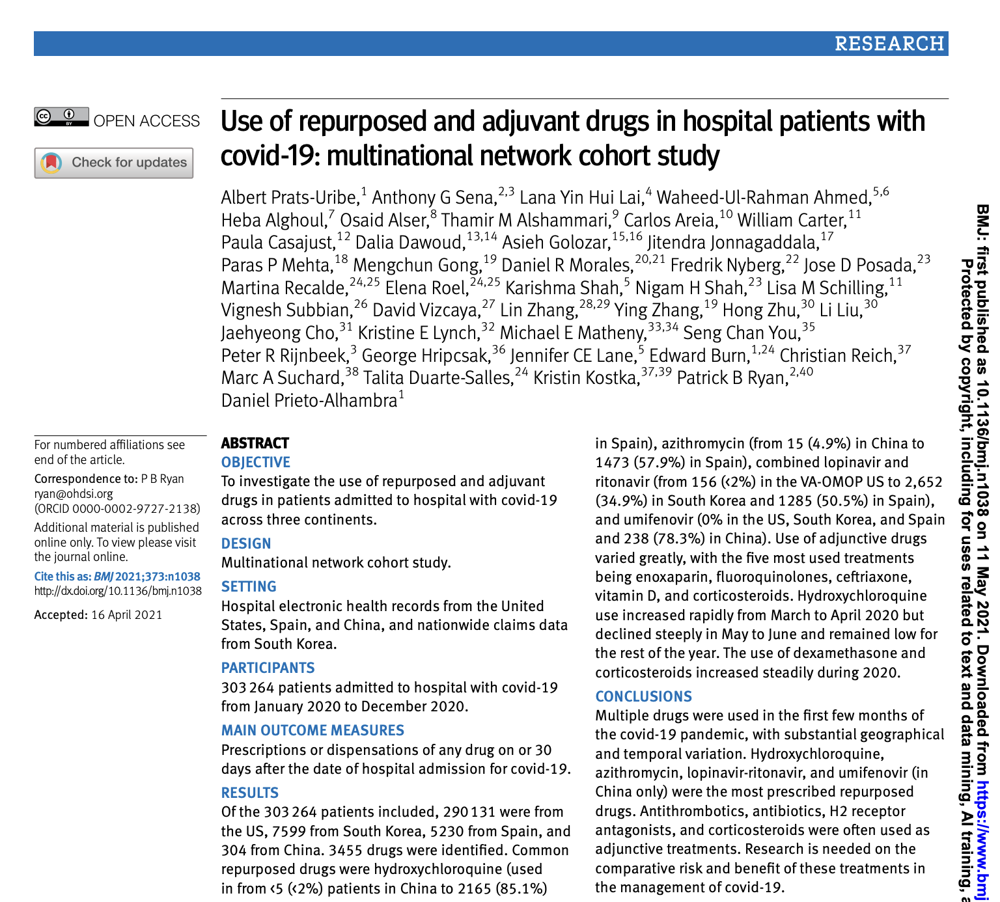 RESEARCH
cc BY OPEN ACCESS
Check for updates
Use of repurposed and adjuvant drugs in hospital patients with
covid-19: multinational network cohort study
Albert Prats-Uribe,1 Anthony G Sena,2,3 Lana Yin Hui Lai,4 Waheed-Ul-Rahman Ahmed,5,6
Heba Alghoul,7 Osaid Alser,8 Thamir M Alshammari,9 Carlos Areia,10 William Carter,11
Paula Casajust,12 Dalia Dawoud,13,14 Asieh Golozar,15,16 Jitendra Jonnagaddala,17
Paras P Mehta,18 Mengchun Gong,19 Daniel R Morales,20,21 Fredrik Nyberg,22 Jose D Posada,23
Martina Recalde,24,25 Elena Roel,24,25 Karishma Shah,5 Nigam H Shah,23 Lisa M Schilling,11
Vignesh Subbian,26 David Vizcaya,27 Lin Zhang,28,29 Ying Zhang,19 Hong Zhu,30 Li Liu,30
Jaehyeong Cho,31 Kristine E Lynch,32 Michael E Matheny,33,34 Seng Chan You,35
Peter R Rijnbeek,3 George Hripcsak,36 Jennifer CE Lane,5 Edward Burn,1,24 Christian Reich,37
Marc A Suchard,38 Talita Duarte-Salles,24 Kristin Kostka,37,39 Patrick B Ryan,2,40
Daniel Prieto-Alhambra1
For numbered affiliations see
end of the article.
Correspondence to: P B Ryan
ryan@ohdsi.org
(ORCID 0000-0002-9727-2138)
Additional material is published
online only. To view please visit
the journal online.
Cite this as: BMJ 2021;373:n1038
http://dx.doi.org/10.1136/bmj.n1038
Accepted: 16 April 2021
ABSTRACT
OBJECTIVE
To investigate the use of repurposed and adjuvant
drugs in patients admitted to hospital with covid-19
across three continents.
DESIGN
Multinational network cohort study.
SETTING
Hospital electronic health records from the United
States, Spain, and China, and nationwide claims data
from South Korea.
PARTICIPANTS
303 264 patients admitted to hospital with covid-19
from January 2020 to December 2020.
MAIN OUTCOME MEASURES
Prescriptions or dispensations of any drug on or 30
days after the date of hospital admission for covid-19.
RESULTS
Of the 303 264 patients included, 290 131 were from
the US, 7599 from South Korea, 5230 from Spain, and
304 from China. 3455 drugs were identified. Common
repurposed drugs were hydroxychloroquine (used
in from <5 (<2%) patients in China to 2165 (85.1%)
in Spain), azithromycin (from 15 (4.9%) in China to
1473 (57.9%) in Spain), combined lopinavir and
ritonavir (from 156 (<2%) in the VA-OMOP US to 2,652
(34.9%) in South Korea and 1285 (50.5%) in Spain),
and umifenovir (0% in the US, South Korea, and Spain
and 238 (78.3%) in China). Use of adjunctive drugs
varied greatly, with the five most used treatments
being enoxaparin, fluoroquinolones, ceftriaxone,
vitamin D, and corticosteroids. Hydroxychloroquine
use increased rapidly from March to April 2020 but
declined steeply in May to June and remained low for
the rest of the year. The use of dexamethasone and
corticosteroids increased steadily during 2020.
CONCLUSIONS
Multiple drugs were used in the first few months of
the covid-19 pandemic, with substantial geographical
and temporal variation. Hydroxychloroquine,
azithromycin, lopinavir-ritonavir, and umifenovir (in
China only) were the most prescribed repurposed
drugs. Antithrombotics, antibiotics, H2 receptor
antagonists, and corticosteroids were often used as
adjunctive treatments. Research is needed on the
comparative risk and benefit of these treatments in
the management of covid-19.
BMJ: first published as 10.1136/bmj.n1038 on 11 May 2021. Downloaded from https://www.bmj
Protected by copyright, including for uses related to text and data mining, AI training,